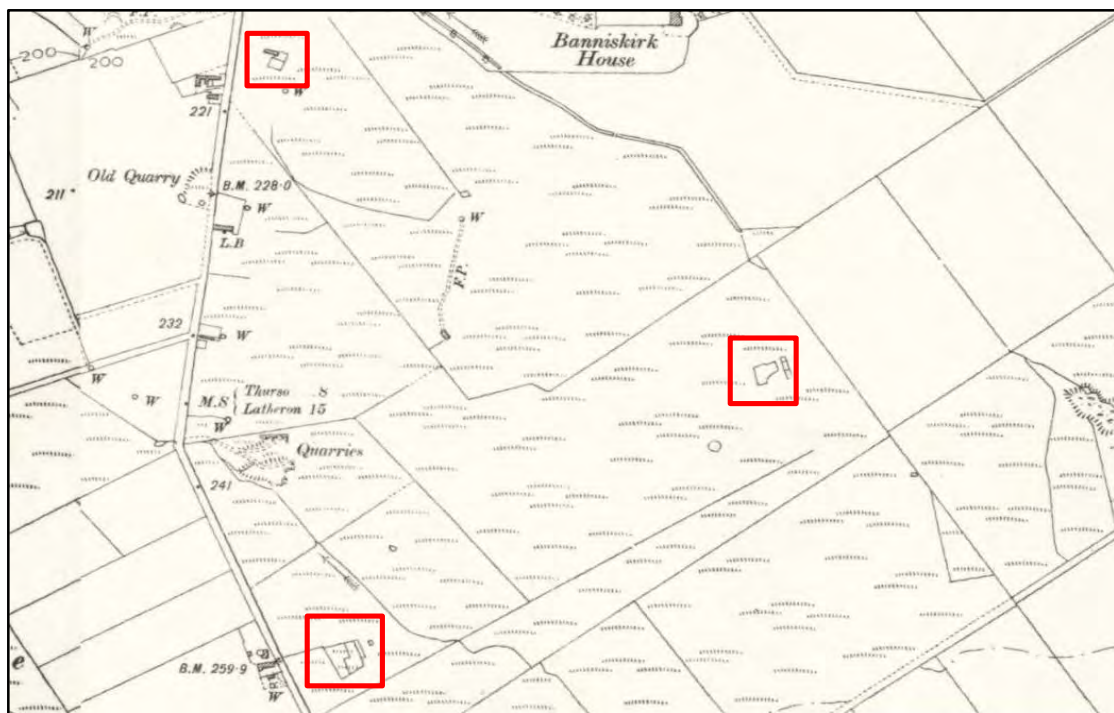 W
F.P.
200
200
Banniskirk
House
W
221
Old Quarry
211
B.M. 228·0
W
W
L.B
F.P.
232
W
W
M.S { Thurso 8
Latheron 15
W
W
Quarries
241
B.M. 259·9
W
e